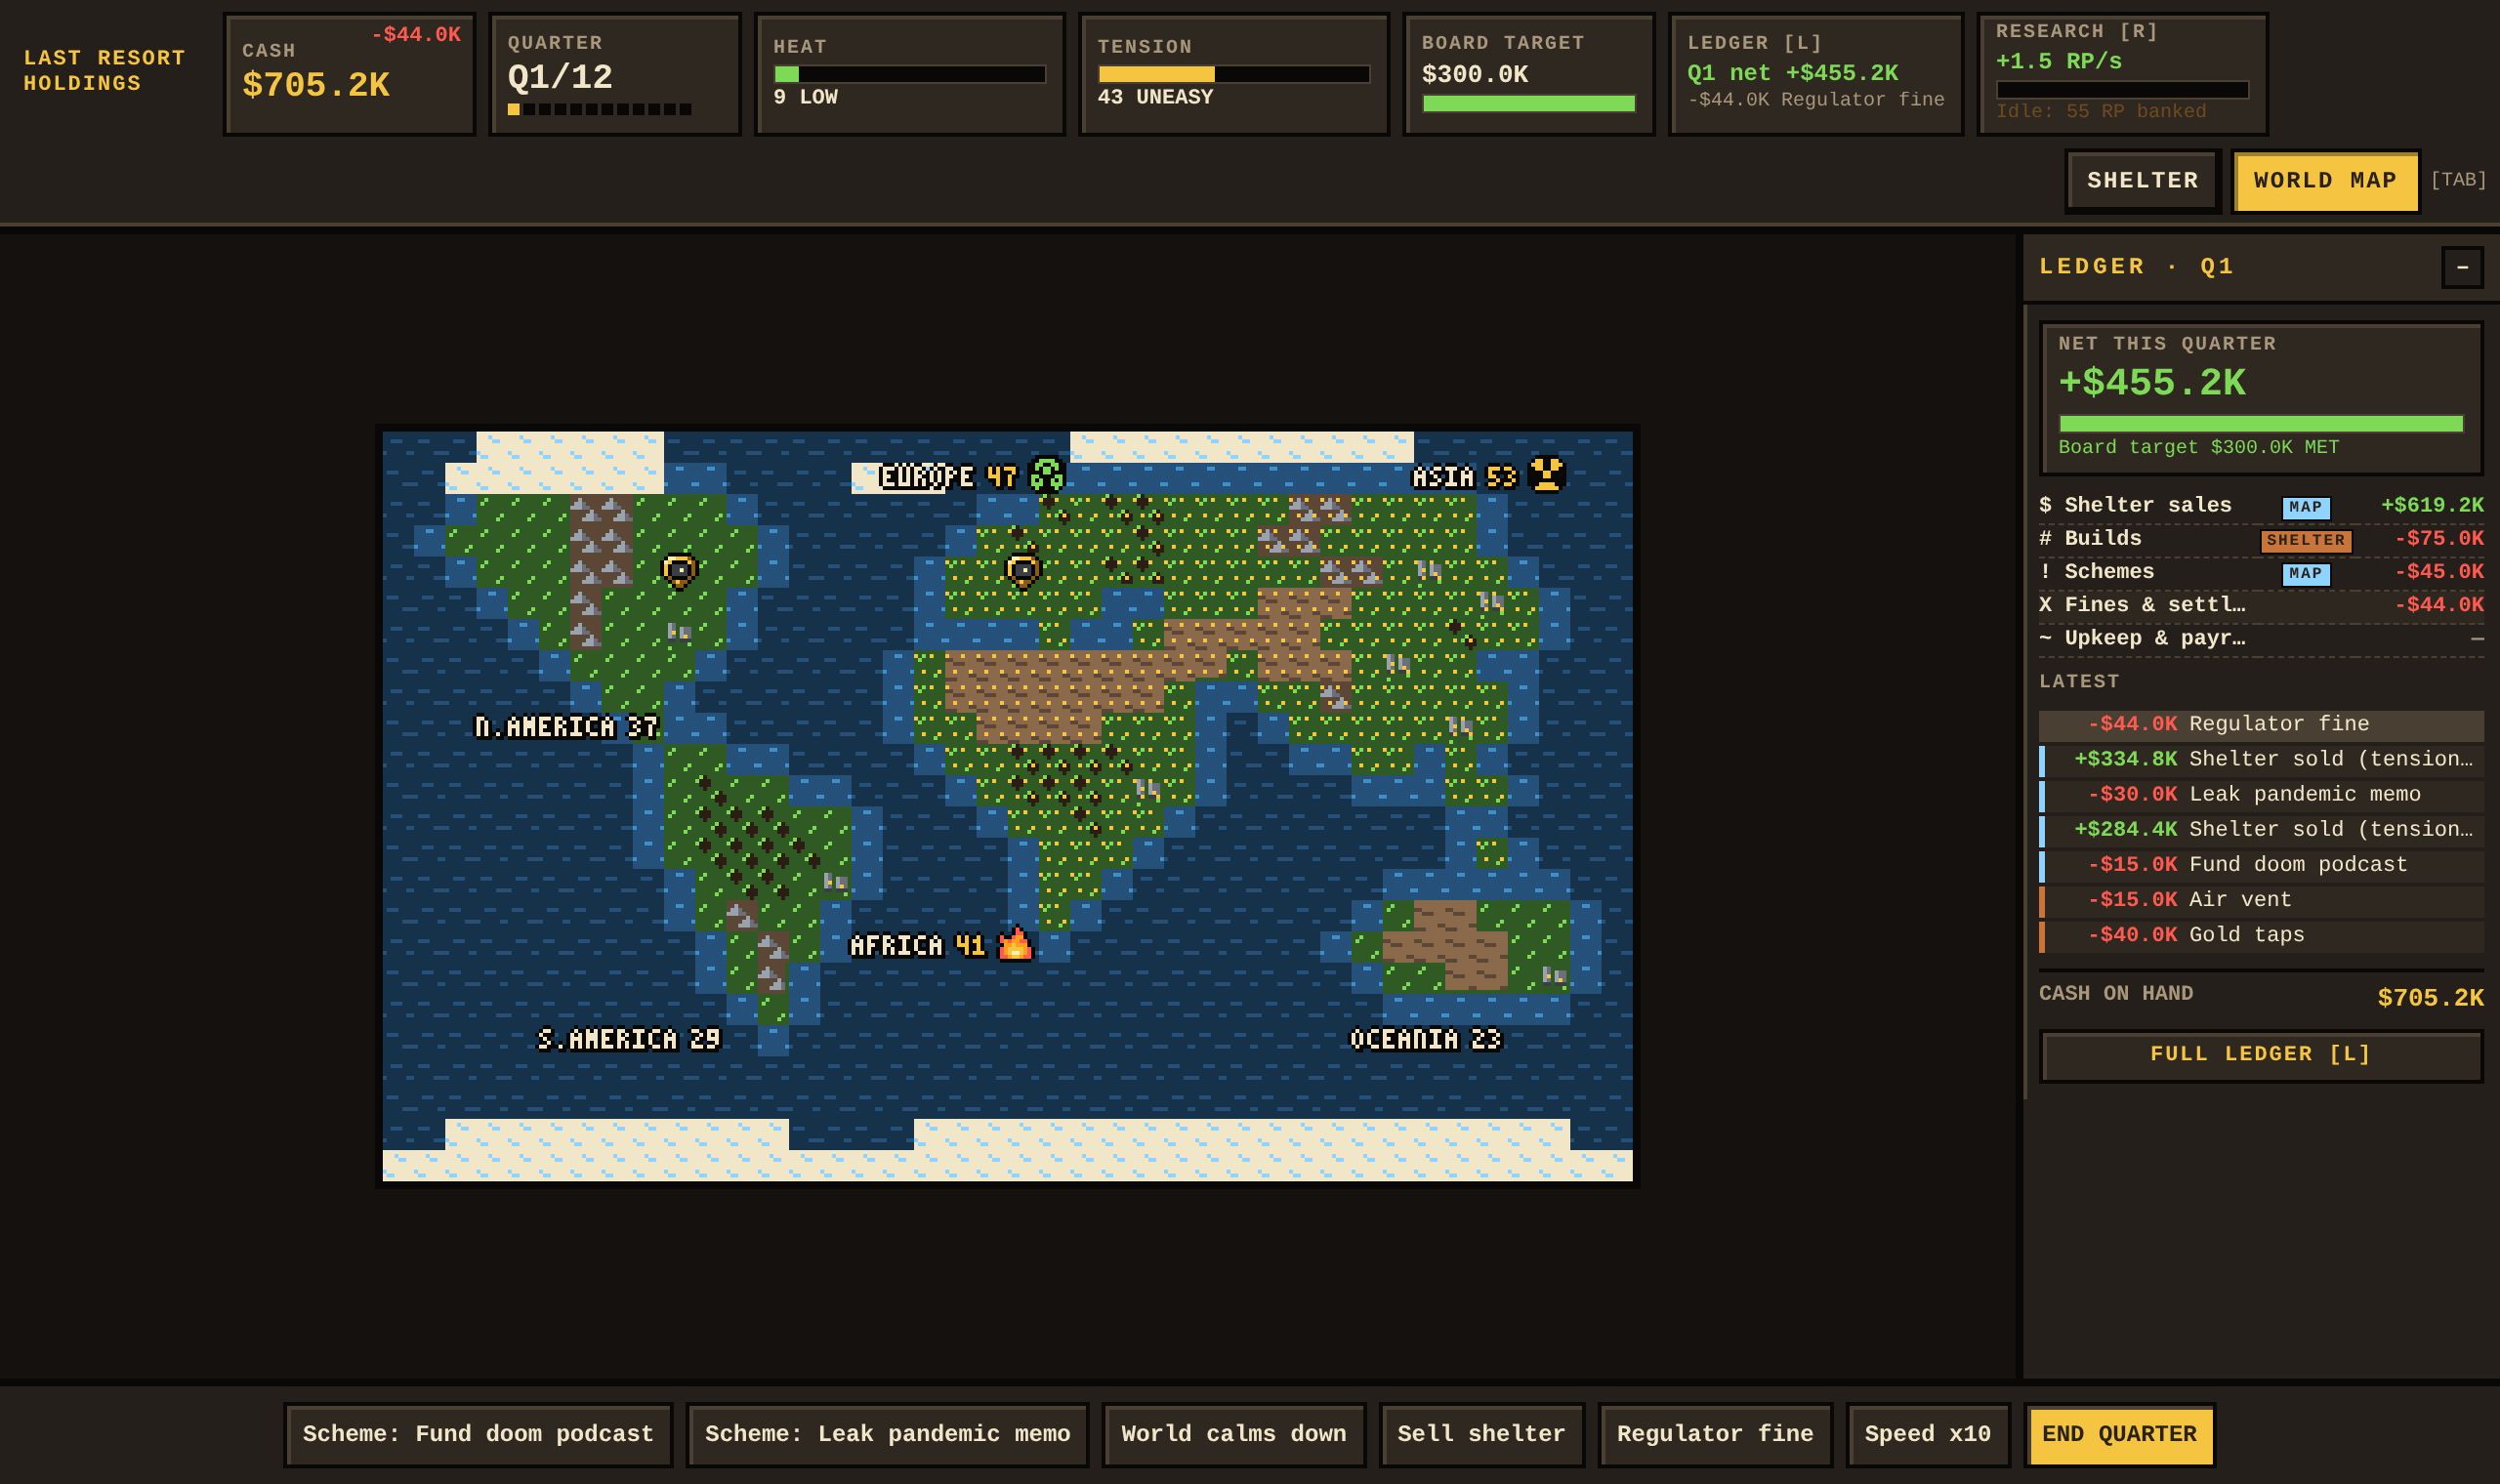 LAST RESORT
HOLDINGS
CASH
-$44.0K
$705.2K
QUARTER
Q1/12
HEAT
9 LOW
TENSION
43 UNEASY
BOARD TARGET
$300.0K
LEDGER [L]
Q1 net +$455.2K
-$44.0K Regulator fine
RESEARCH [R]
+1.5 RP/s
Idle: 55 RP banked
SHELTER
WORLD MAP
[TAB]
EUROPE 47
ASIA 53
N.AMERICA 37
AFRICA 41
S.AMERICA 29
OCEANIA 23
LEDGER · Q1
–
NET THIS QUARTER
+$455.2K
Board target $300.0K MET
$ Shelter sales MAP +$619.2K
# Builds SHELTER -$75.0K
! Schemes MAP -$45.0K
X Fines & settl… -$44.0K
~ Upkeep & payr… —
LATEST
-$44.0K Regulator fine
+$334.8K Shelter sold (tension…
-$30.0K Leak pandemic memo
+$284.4K Shelter sold (tension…
-$15.0K Fund doom podcast
-$15.0K Air vent
-$40.0K Gold taps
CASH ON HAND $705.2K
FULL LEDGER [L]
Scheme: Fund doom podcast
Scheme: Leak pandemic memo
World calms down
Sell shelter
Regulator fine
Speed x10
END QUARTER